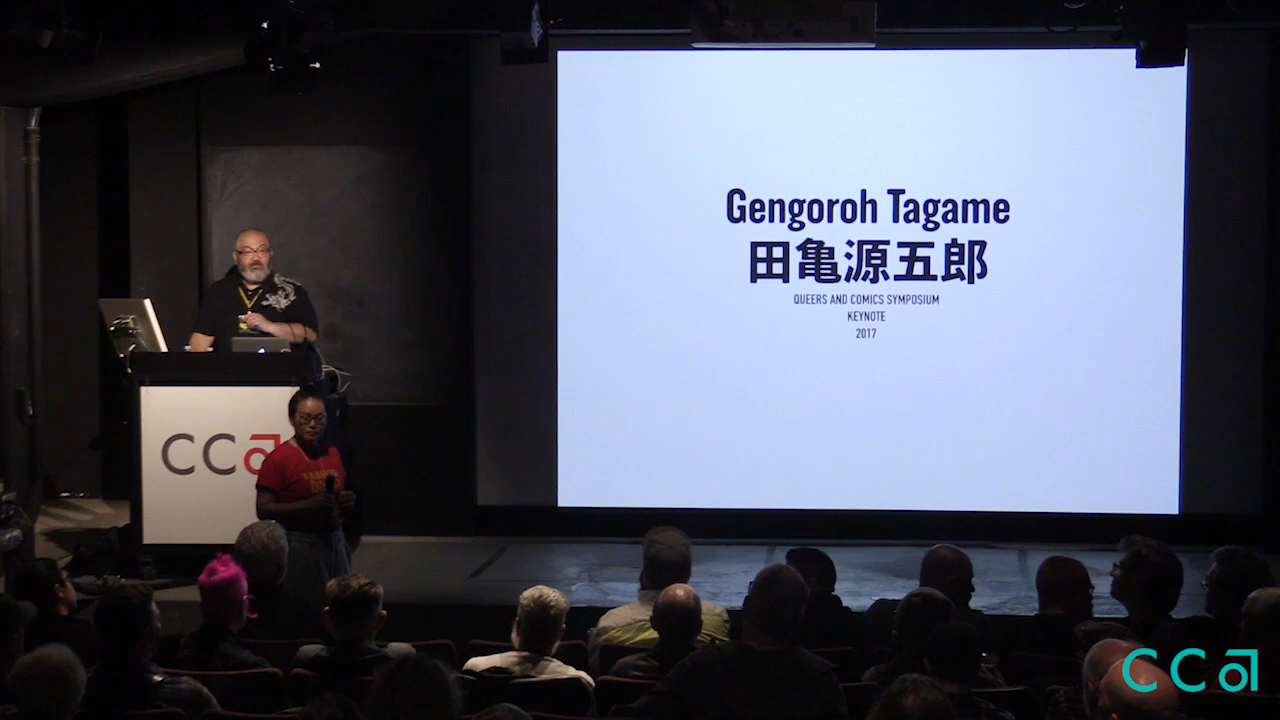 Gengoroh Tagame
田亀源五郎
QUEERS AND COMICS SYMPOSIUM
KEYNOTE
2017
CCa
CCa